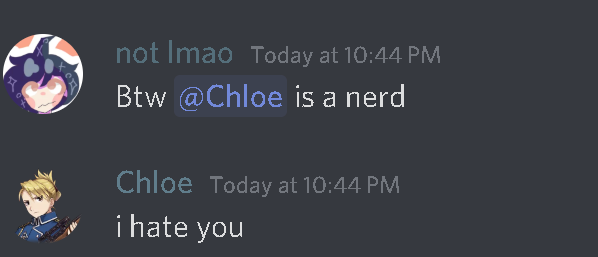 not lmao Today at 10:44 PM
Btw @Chloe is a nerd
Chloe Today at 10:44 PM
i hate you